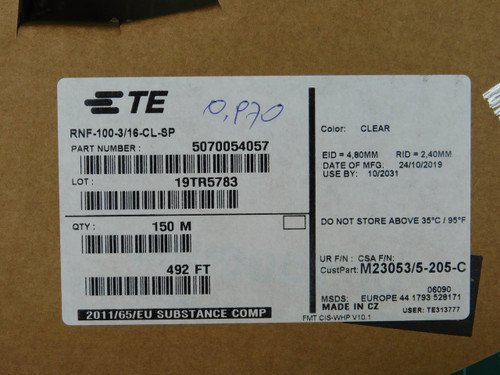 TE
0,970
RNF-100-3/16-CL-SP
PART NUMBER : 5070054057
LOT : 19TR5783
QTY : 150 M
492 FT
2011/65/EU SUBSTANCE COMP
Color: CLEAR
EID = 4,80MM RID = 2,40MM
DATE OF MFG: 24/10/2019
USE BY: 10/2031
DO NOT STORE ABOVE 35°C / 95°F
UR F/N : CSA F/N:
CustPart: M23053/5-205-C
06090
MSDS: EUROPE 44 1793 528171
MADE IN CZ USER: TE313777
FMT CIS-WHP V10.1